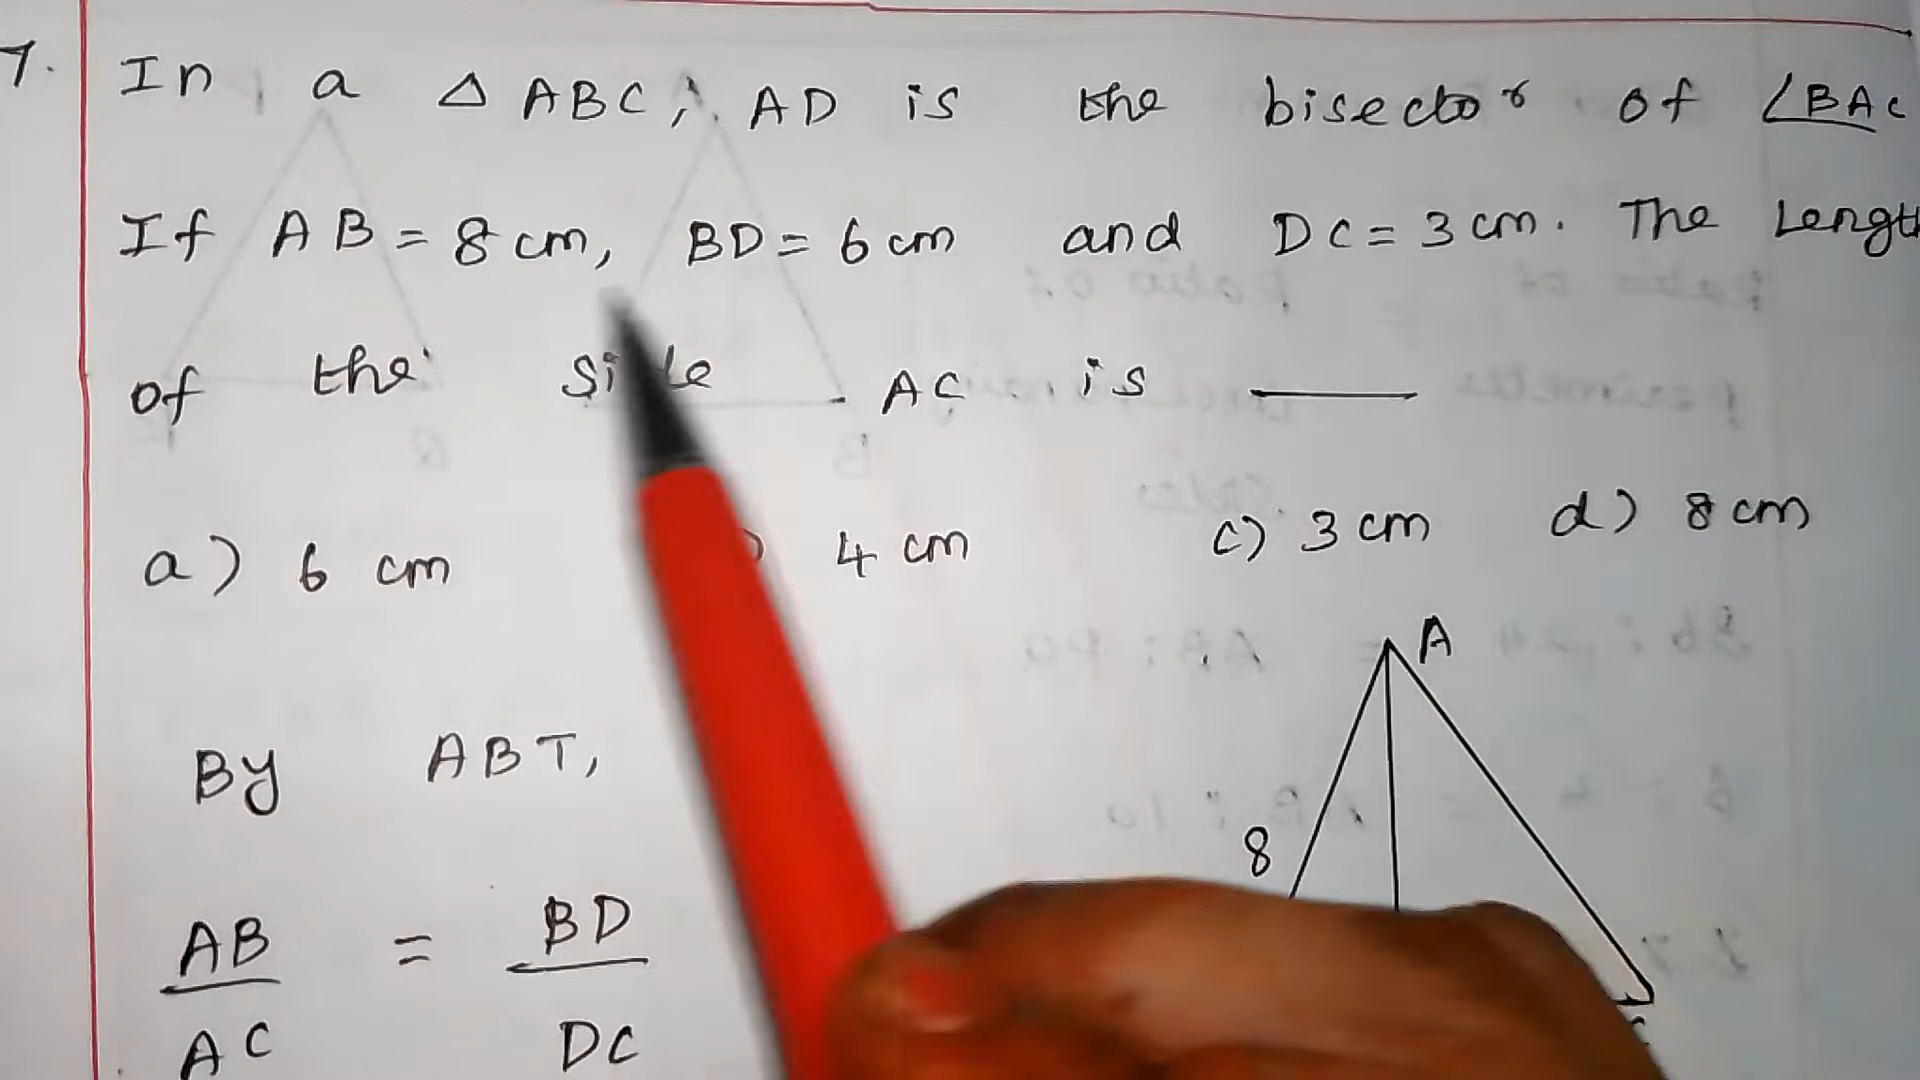 7. In a △ ABC, AD is the bisector of ∠BAC
If AB = 8 cm, BD = 6 cm and DC = 3 cm. The Length
of the side AC is ____
a) 6 cm ) 4 cm c) 3 cm d) 8 cm
A
By ABT,
8
AB = BD
AC DC